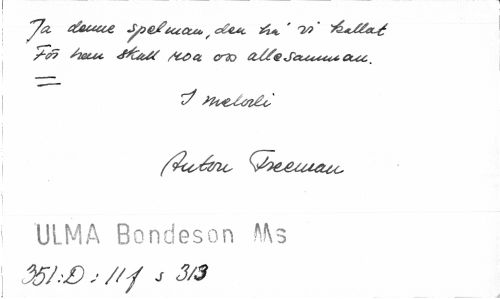 Ja denne spelman, den ha' vi kallat
För han skall roa oss allesamman.
I melodi
Anton Freeman
ULMA Bondeson Ms
351:D:11f s 313